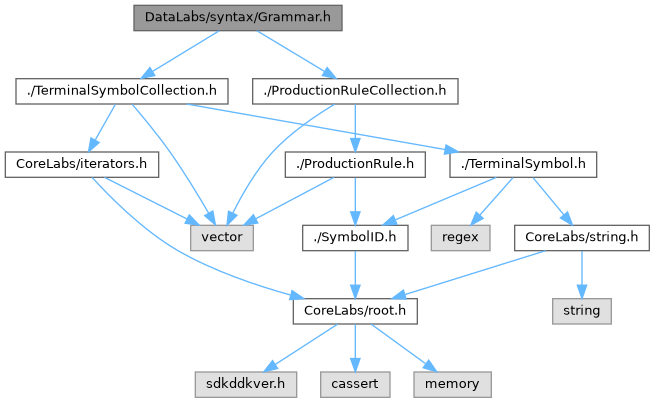 DataLabs/syntax/Grammar.h
./TerminalSymbolCollection.h
./ProductionRuleCollection.h
CoreLabs/iterators.h
./ProductionRule.h
./TerminalSymbol.h
vector
./SymbolID.h
regex
CoreLabs/string.h
CoreLabs/root.h
string
sdkddkver.h
cassert
memory